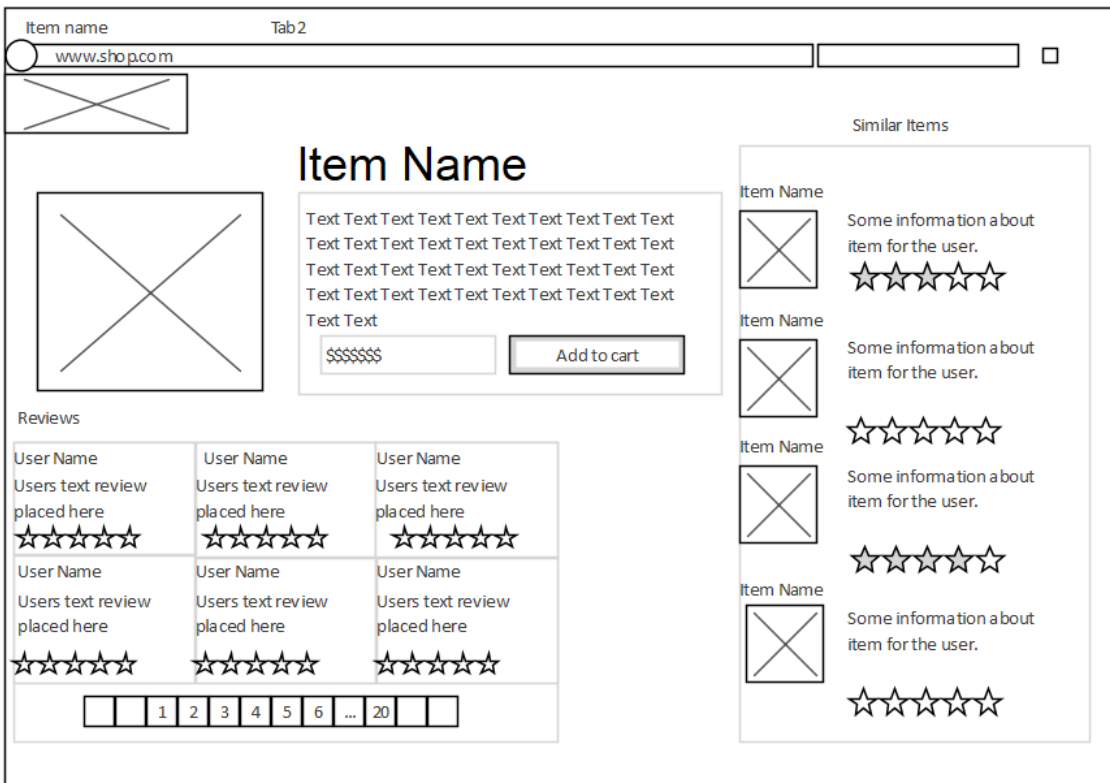 Item name
Tab2
www.shop.com
Similar Items
Item Name
Text Text Text Text Text Text Text Text Text Text
Text Text Text Text Text Text Text Text Text Text
Text Text Text Text Text Text Text Text Text Text
Text Text Text Text Text Text Text Text Text Text
Text Text
$$$$$$$
Add to cart
Item Name
Some information about
item for the user.
Item Name
Some information about
item for the user.
Item Name
Some information about
item for the user.
Item Name
Some information about
item for the user.
Reviews
User Name
Users text review
placed here
User Name
Users text review
placed here
User Name
Users text review
placed here
User Name
Users text review
placed here
User Name
Users text review
placed here
User Name
Users text review
placed here
1 2 3 4 5 6 ... 20